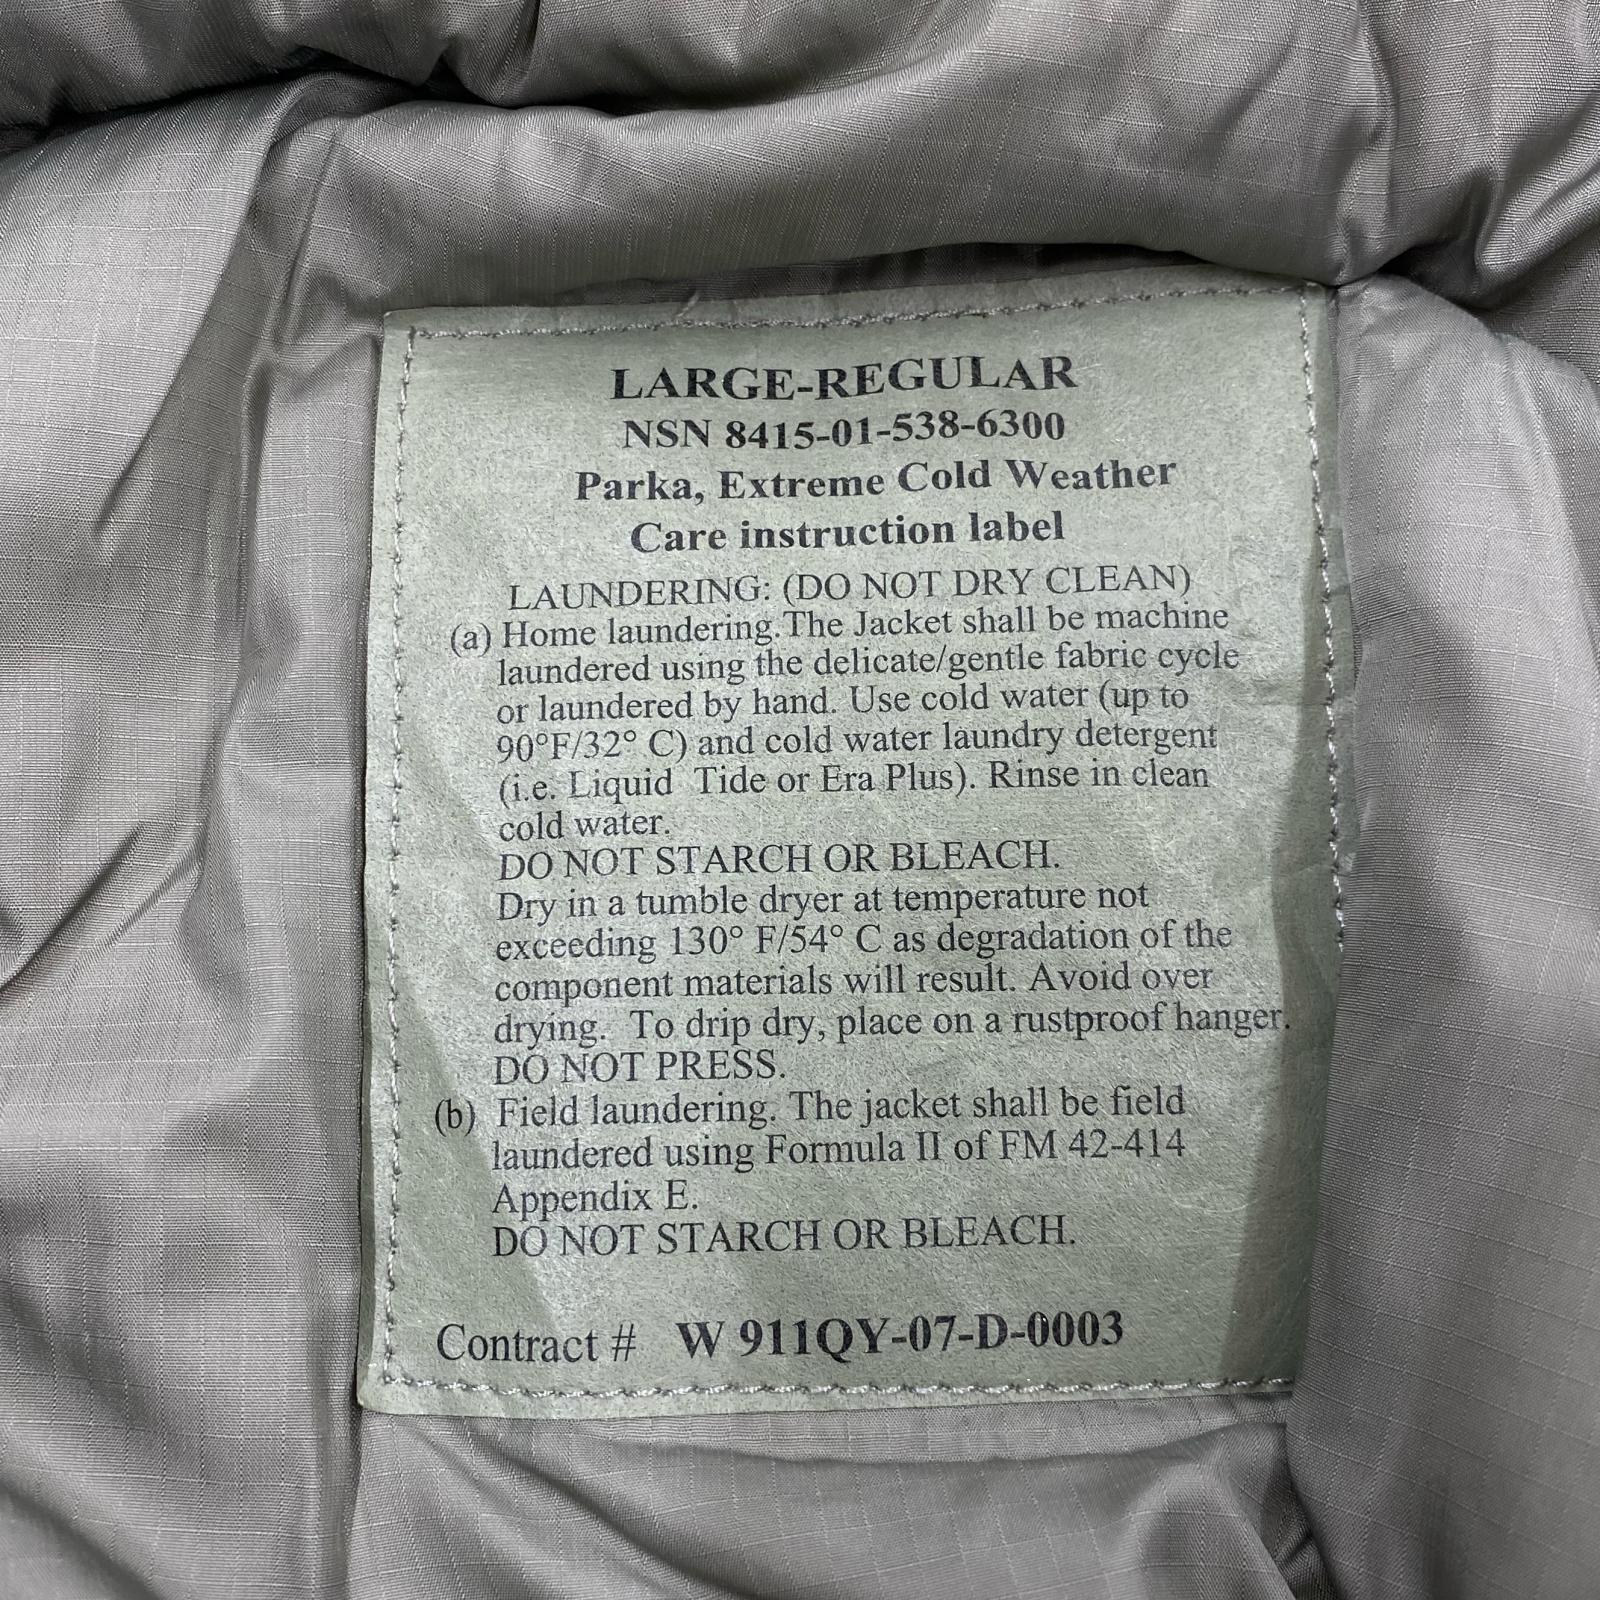 LARGE-REGULAR
NSN 8415-01-538-6300
Parka, Extreme Cold Weather
Care instruction label
LAUNDERING: (DO NOT DRY CLEAN)
(a) Home laundering.The Jacket shall be machine
laundered using the delicate/gentle fabric cycle
or laundered by hand. Use cold water (up to
90°F/32° C) and cold water laundry detergent
(i.e. Liquid Tide or Era Plus). Rinse in clean
cold water.
DO NOT STARCH OR BLEACH.
Dry in a tumble dryer at temperature not
exceeding 130° F/54° C as degradation of the
component materials will result. Avoid over
drying. To drip dry, place on a rustproof hanger.
DO NOT PRESS.
(b) Field laundering. The jacket shall be field
laundered using Formula II of FM 42-414
Appendix E.
DO NOT STARCH OR BLEACH.
Contract # W 911QY-07-D-0003